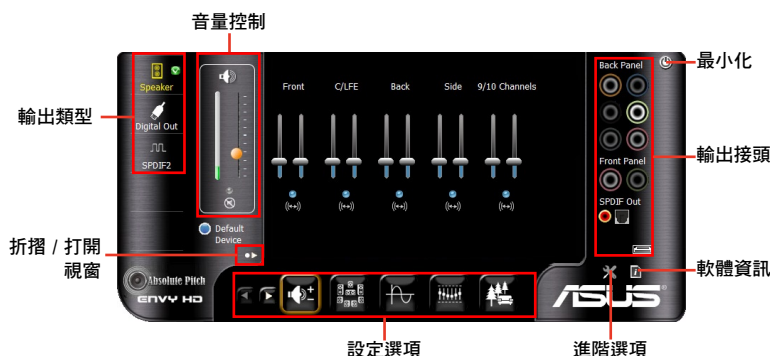 音量控制
最小化
輸出類型
輸出接頭
折摺 / 打開
視窗
軟體資訊
設定選項
進階選項
Speaker
Digital Out
SPDIF2
Default
Device
Front
C/LFE
Back
Side
9/10 Channels
Back Panel
Front Panel
SPDIF Out
Absolute Pitch
ENVY HD
ASUS